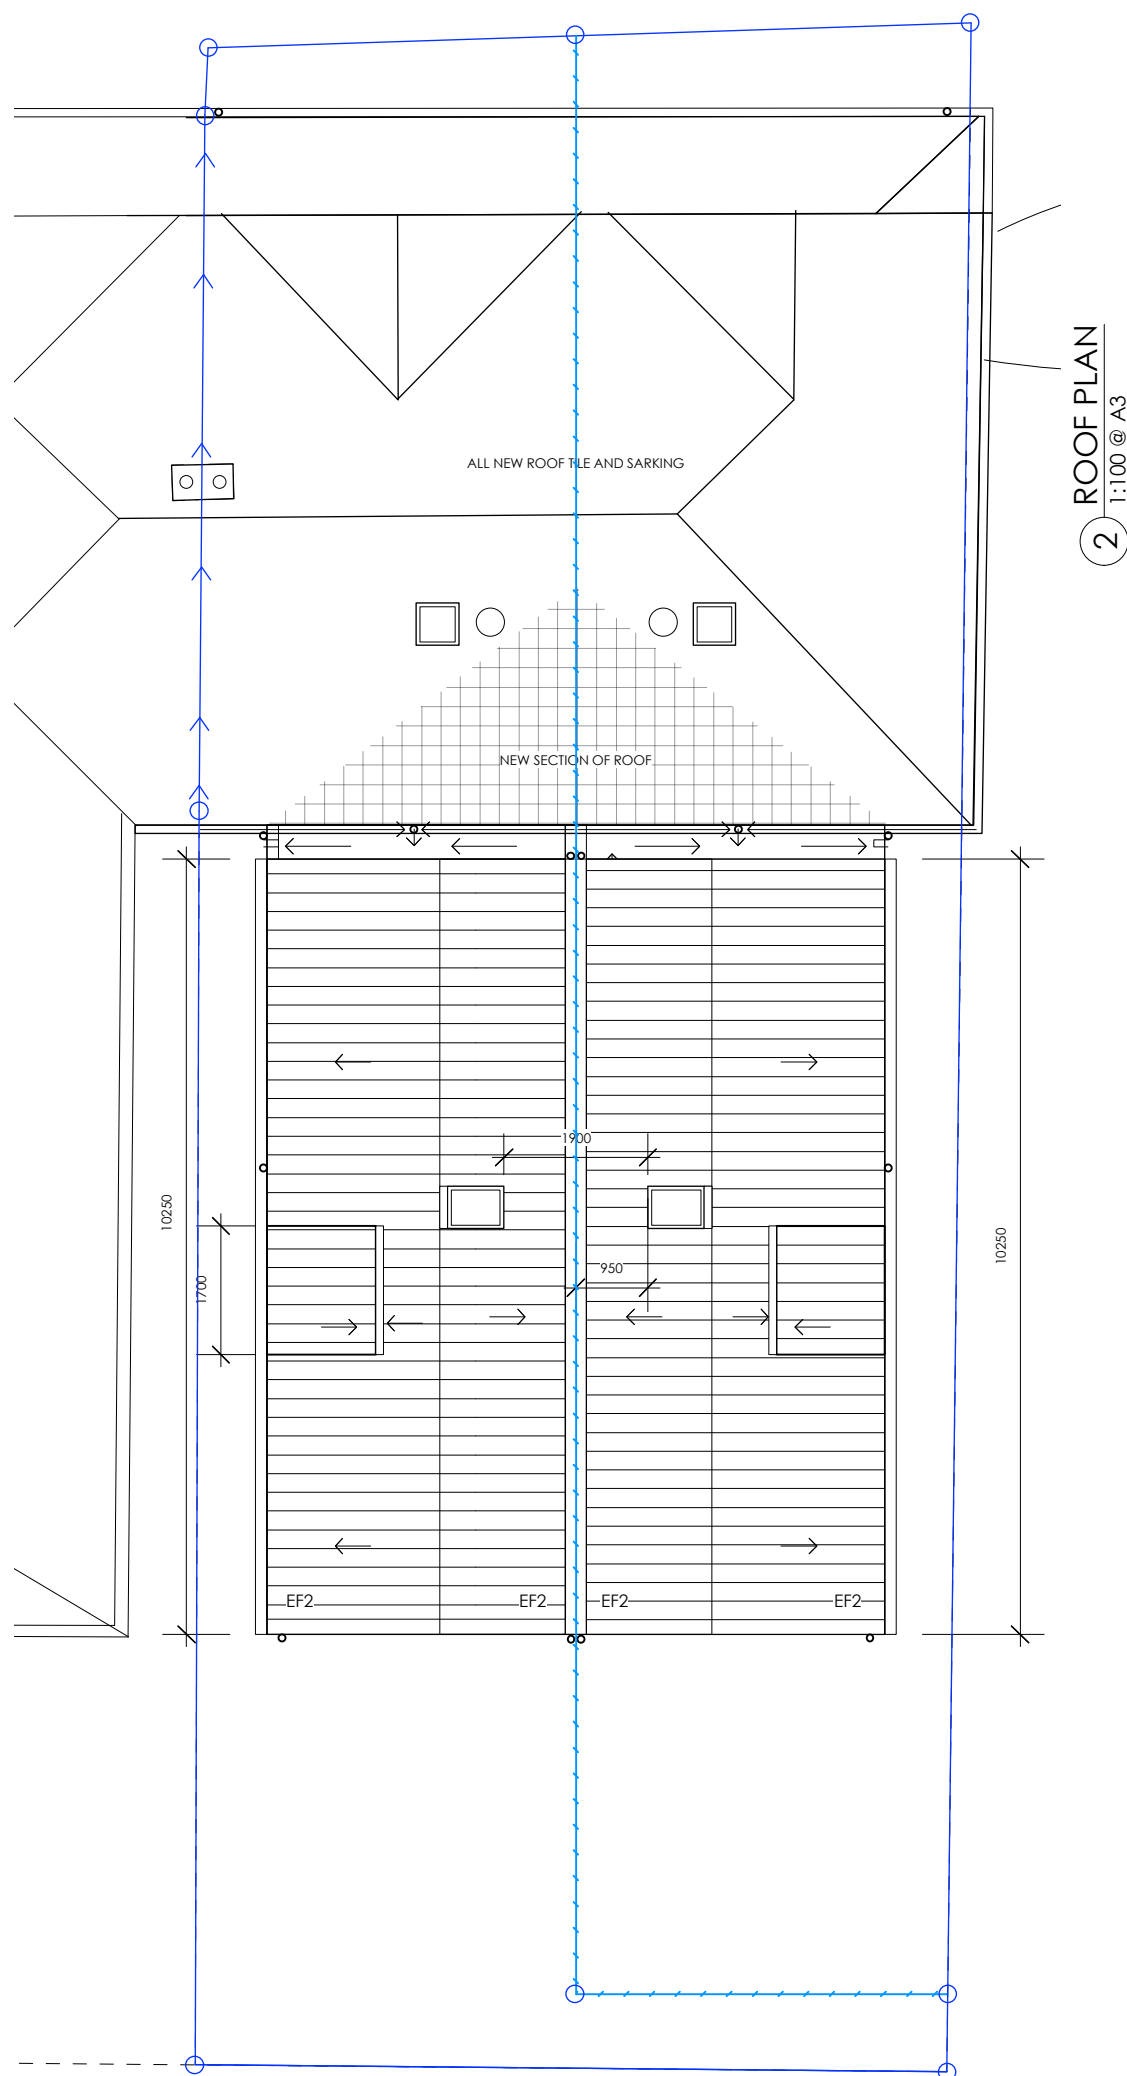 ROOF PLAN
1:100 @ A3
2
ALL NEW ROOF TILE AND SARKING
NEW SECTION OF ROOF
1900
10250
10250
950
1700
EF2
EF2
EF2
EF2